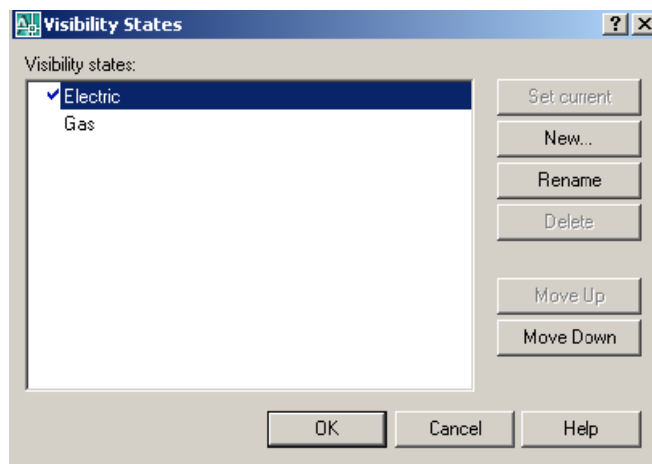 Visibility States
Visibility states:
Electric
Gas
Set current
New...
Rename
Delete
Move Up
Move Down
OK
Cancel
Help